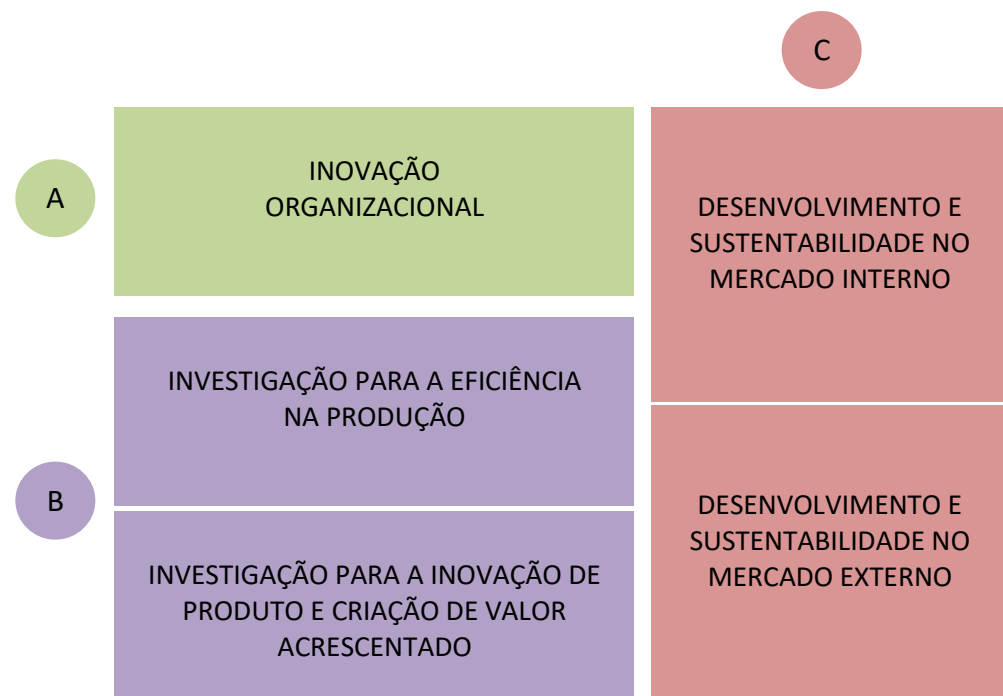 C
A
INOVAÇÃO
ORGANIZACIONAL
B
INVESTIGAÇÃO PARA A EFICIÊNCIA
NA PRODUÇÃO
INVESTIGAÇÃO PARA A INOVAÇÃO DE
PRODUTO E CRIAÇÃO DE VALOR
ACRESCENTADO
DESENVOLVIMENTO E
SUSTENTABILIDADE NO
MERCADO INTERNO
DESENVOLVIMENTO E
SUSTENTABILIDADE NO
MERCADO EXTERNO